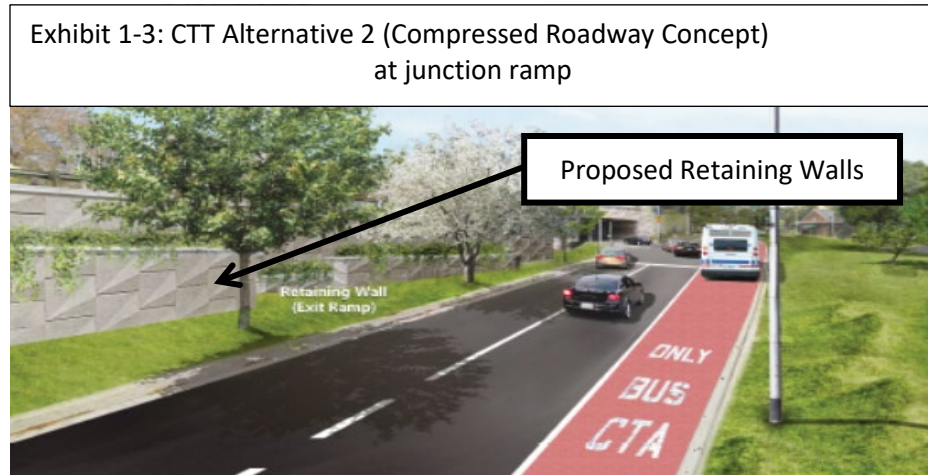 Exhibit 1-3: CTT Alternative 2 (Compressed Roadway Concept)
at junction ramp
Proposed Retaining Walls
Retaining Wall
(Exit Ramp)
ONLY
BUS
CTA